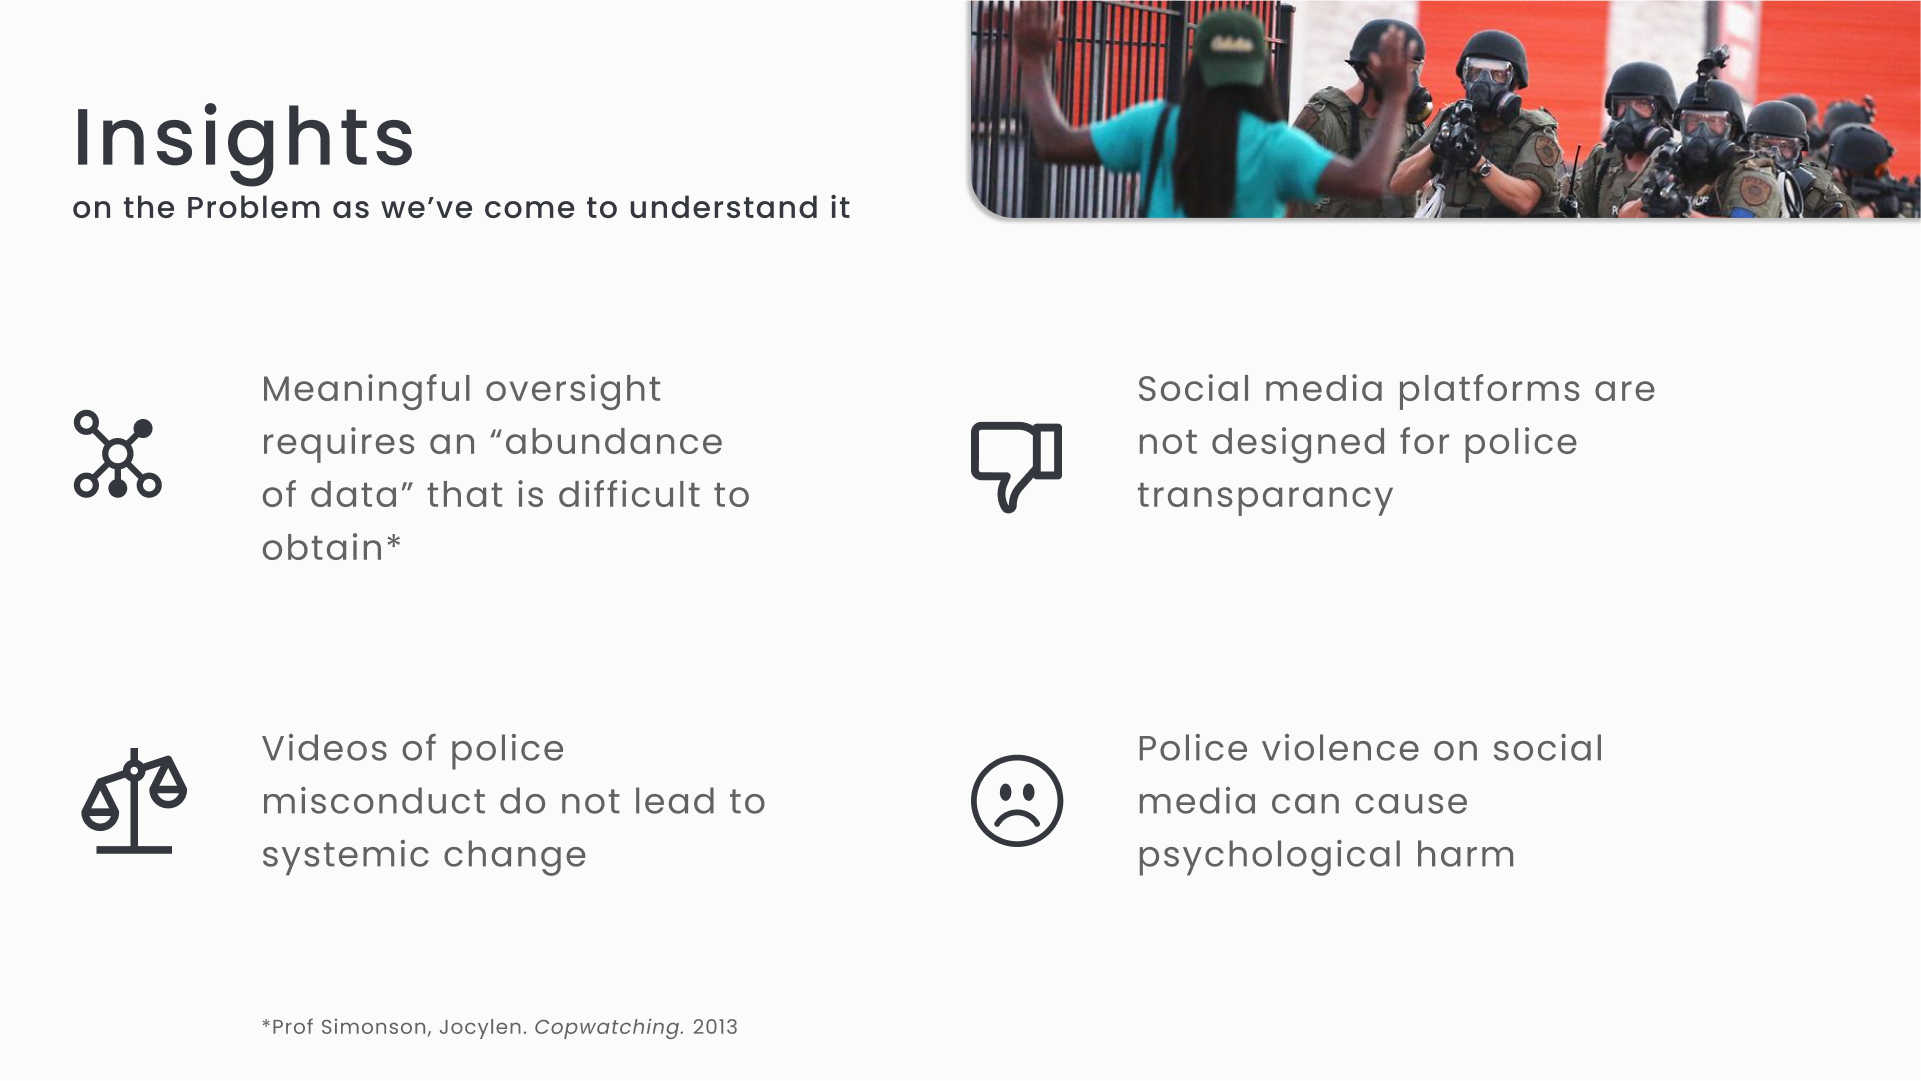 Insights
on the Problem as we’ve come to understand it
Meaningful oversight
requires an “abundance
of data” that is difficult to
obtain*
Social media platforms are
not designed for police
transparancy
Videos of police
misconduct do not lead to
systemic change
Police violence on social
media can cause
psychological harm
*Prof Simonson, Jocylen. Copwatching. 2013